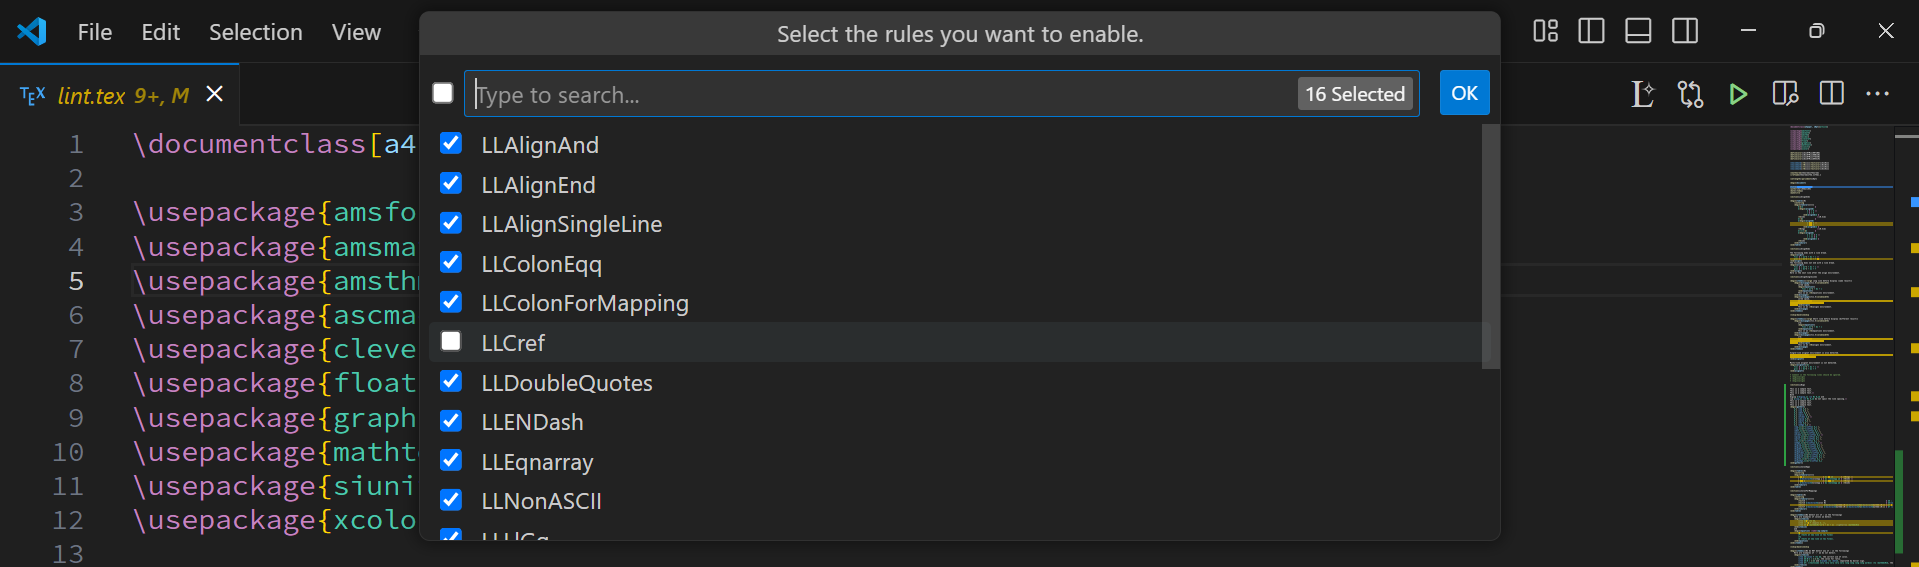 File Edit Selection View
Select the rules you want to enable.
TEX lint.tex 9+, M
Type to search...
16 Selected
OK
LLAlignAnd
LLAlignEnd
LLAlignSingleLine
LLColonEqq
LLColonForMapping
LLCref
LLDoubleQuotes
LLENDash
LLEqnarray
LLNonASCII
1 \documentclass[a4
2
3 \usepackage{amsfo
4 \usepackage{amsma
5 \usepackage{amsth
6 \usepackage{ascma
7 \usepackage{cleve
8 \usepackage{float
9 \usepackage{graph
10 \usepackage{matht
11 \usepackage{siuni
12 \usepackage{xcolo
13